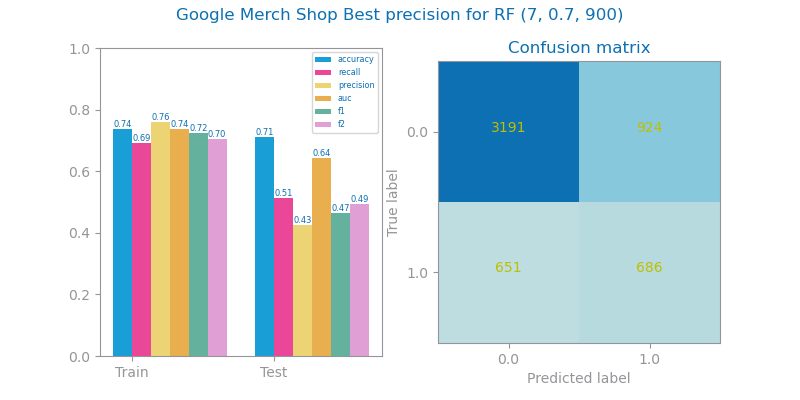 Google Merch Shop Best precision for RF (7, 0.7, 900)
1.0
0.8
0.6
0.4
0.2
0.0
accuracy
recall
precision
auc
f1
f2
0.74
0.69
0.76
0.74
0.72
0.70
0.71
0.51
0.43
0.64
0.47
0.49
Train
Test
Confusion matrix
True label
0.0
1.0
3191
924
651
686
0.0
1.0
Predicted label